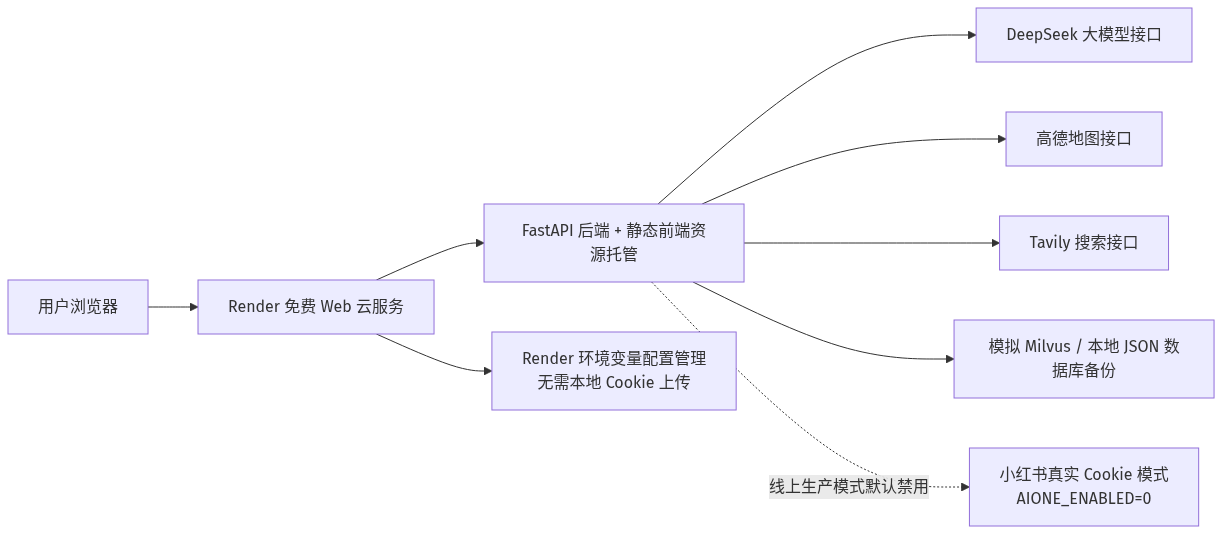 用户浏览器
Render 免费 Web 云服务
FastAPI 后端 + 静态前端资
源托管
Render 环境变量配置管理
无需本地 Cookie 上传
DeepSeek 大模型接口
高德地图接口
Tavily 搜索接口
模拟 Milvus / 本地 JSON 数
据库备份
线上生产模式默认禁用
小红书真实 Cookie 模式
AIONE_ENABLED=0